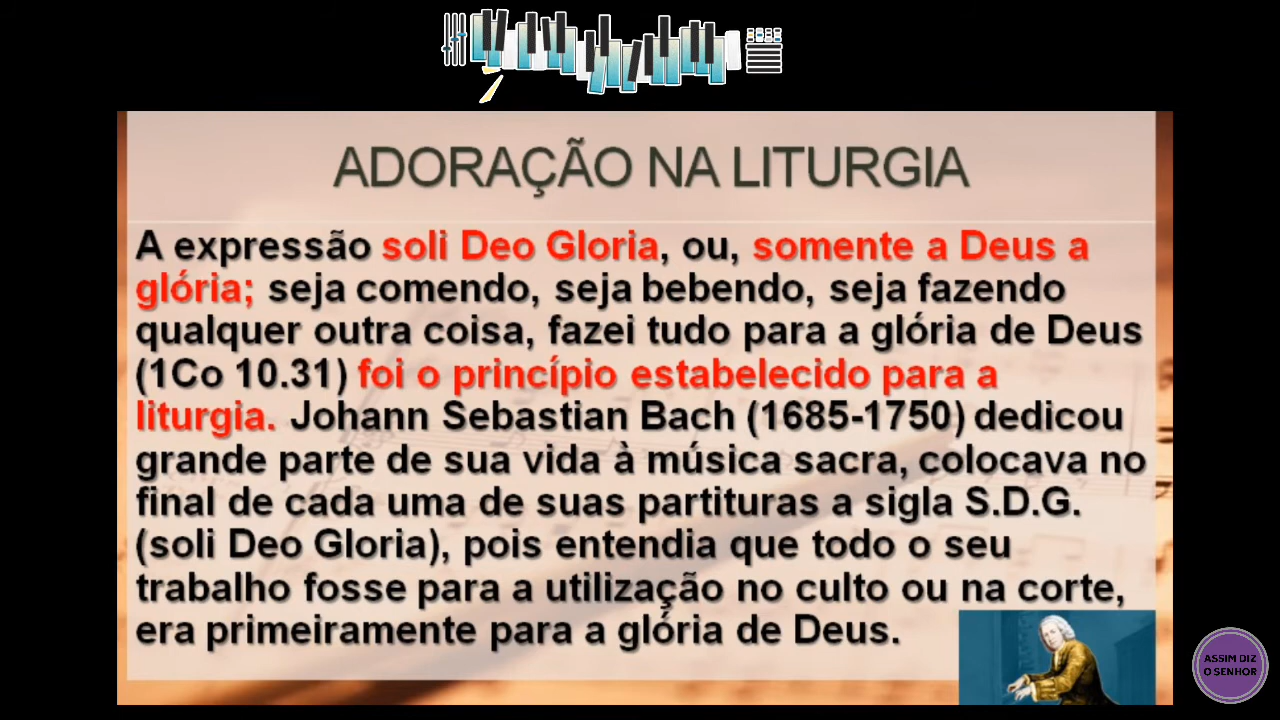 ADORAÇÃO NA LITURGIA
A expressão soli Deo Gloria, ou, somente a Deus a
glória; seja comendo, seja bebendo, seja fazendo
qualquer outra coisa, fazei tudo para a glória de Deus
(1Co 10.31) foi o princípio estabelecido para a
liturgia. Johann Sebastian Bach (1685-1750) dedicou
grande parte de sua vida à música sacra, colocava no
final de cada uma de suas partituras a sigla S.D.G.
(soli Deo Gloria), pois entendia que todo o seu
trabalho fosse para a utilização no culto ou na corte,
era primeiramente para a glória de Deus.
ASSIM DIZ
O SENHOR